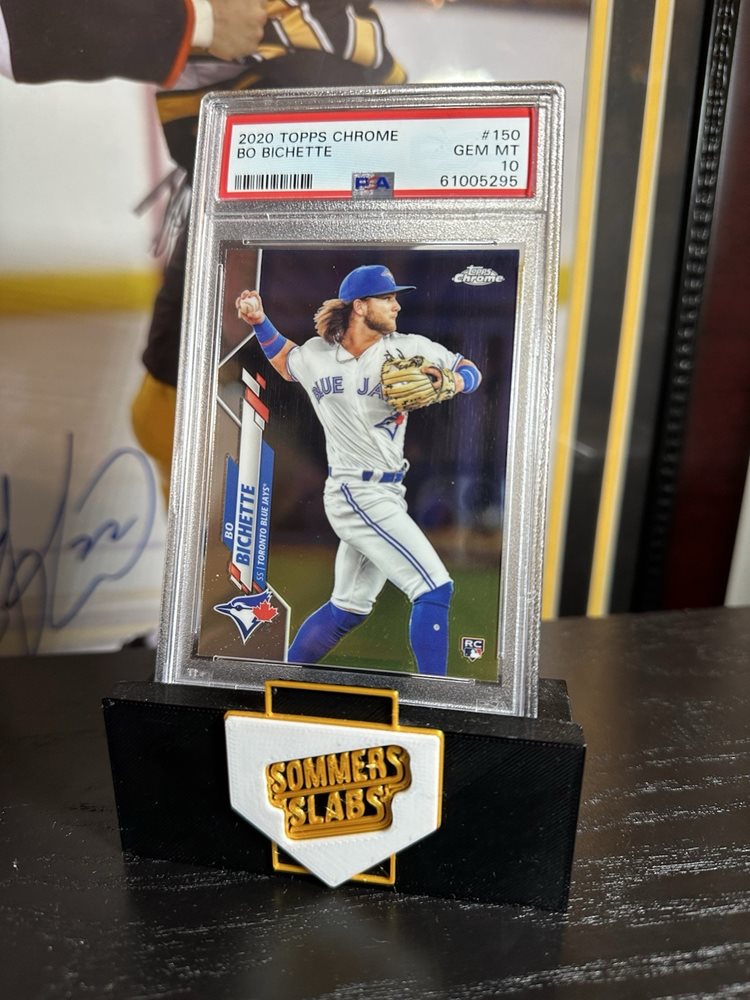 2020 TOPPS CHROME #150
BO BICHETTE GEM MT
10
PSA 61005295
Topps
Chrome
BLUE JA
BO
BICHETTE
SS | TORONTO BLUE JAYS®
RC
SOMMERS
SLABS